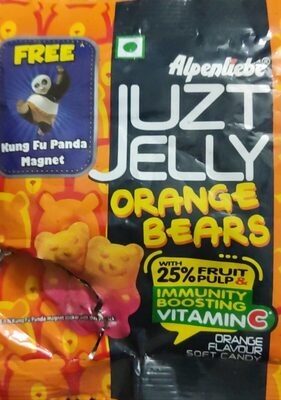 FREE
Kung Fu Panda
Magnet
Alpenliebe®
JUZT
JELLY
ORANGE
BEARS
WITH
25% FRUIT
PULP &
IMMUNITY
BOOSTING
VITAMIN C
ORANGE
FLAVOUR
SOFT CANDY